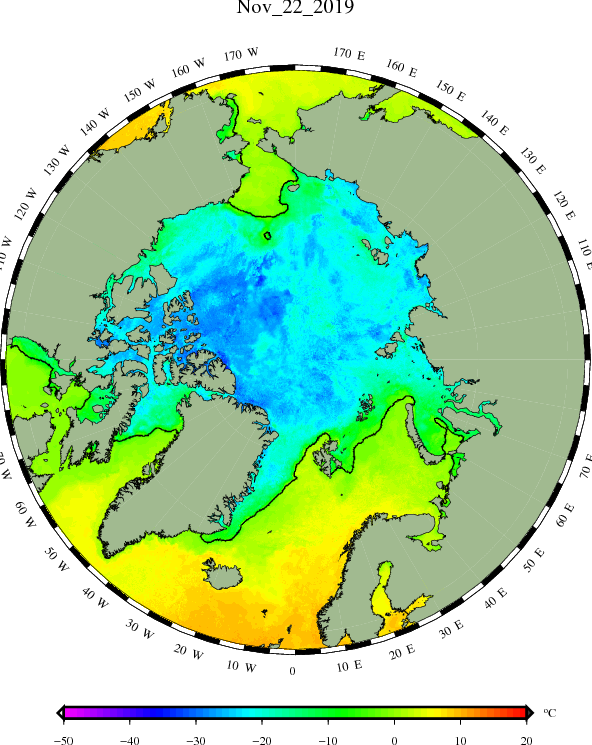 Nov_22_2019
170 W
170 E
160 W
160 E
150 W
150 E
140 W
140 E
130 W
130 E
120 W
120 E
110 E
70 E
60 W
60 E
50 W
50 E
40 W
40 E
30 W
30 E
20 W
20 E
10 W
10 E
0
°C
−50 −40 −30 −20 −10 0 10 20